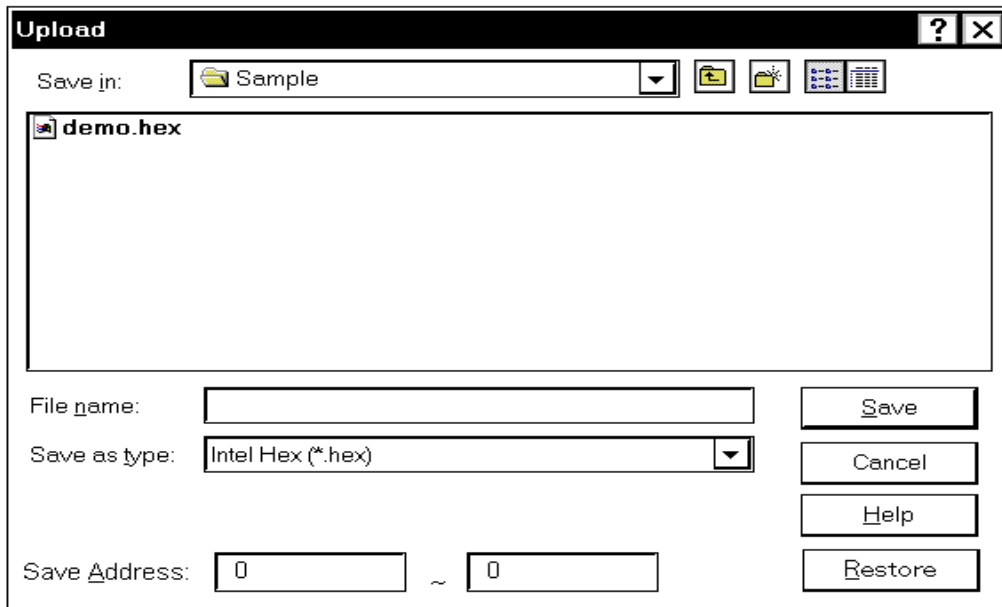 Upload ?
Save in: Sample
demo.hex
File name: Save
Save as type: Intel Hex (*.hex)
Cancel
Help
Save Address: 0 ~ 0 Restore